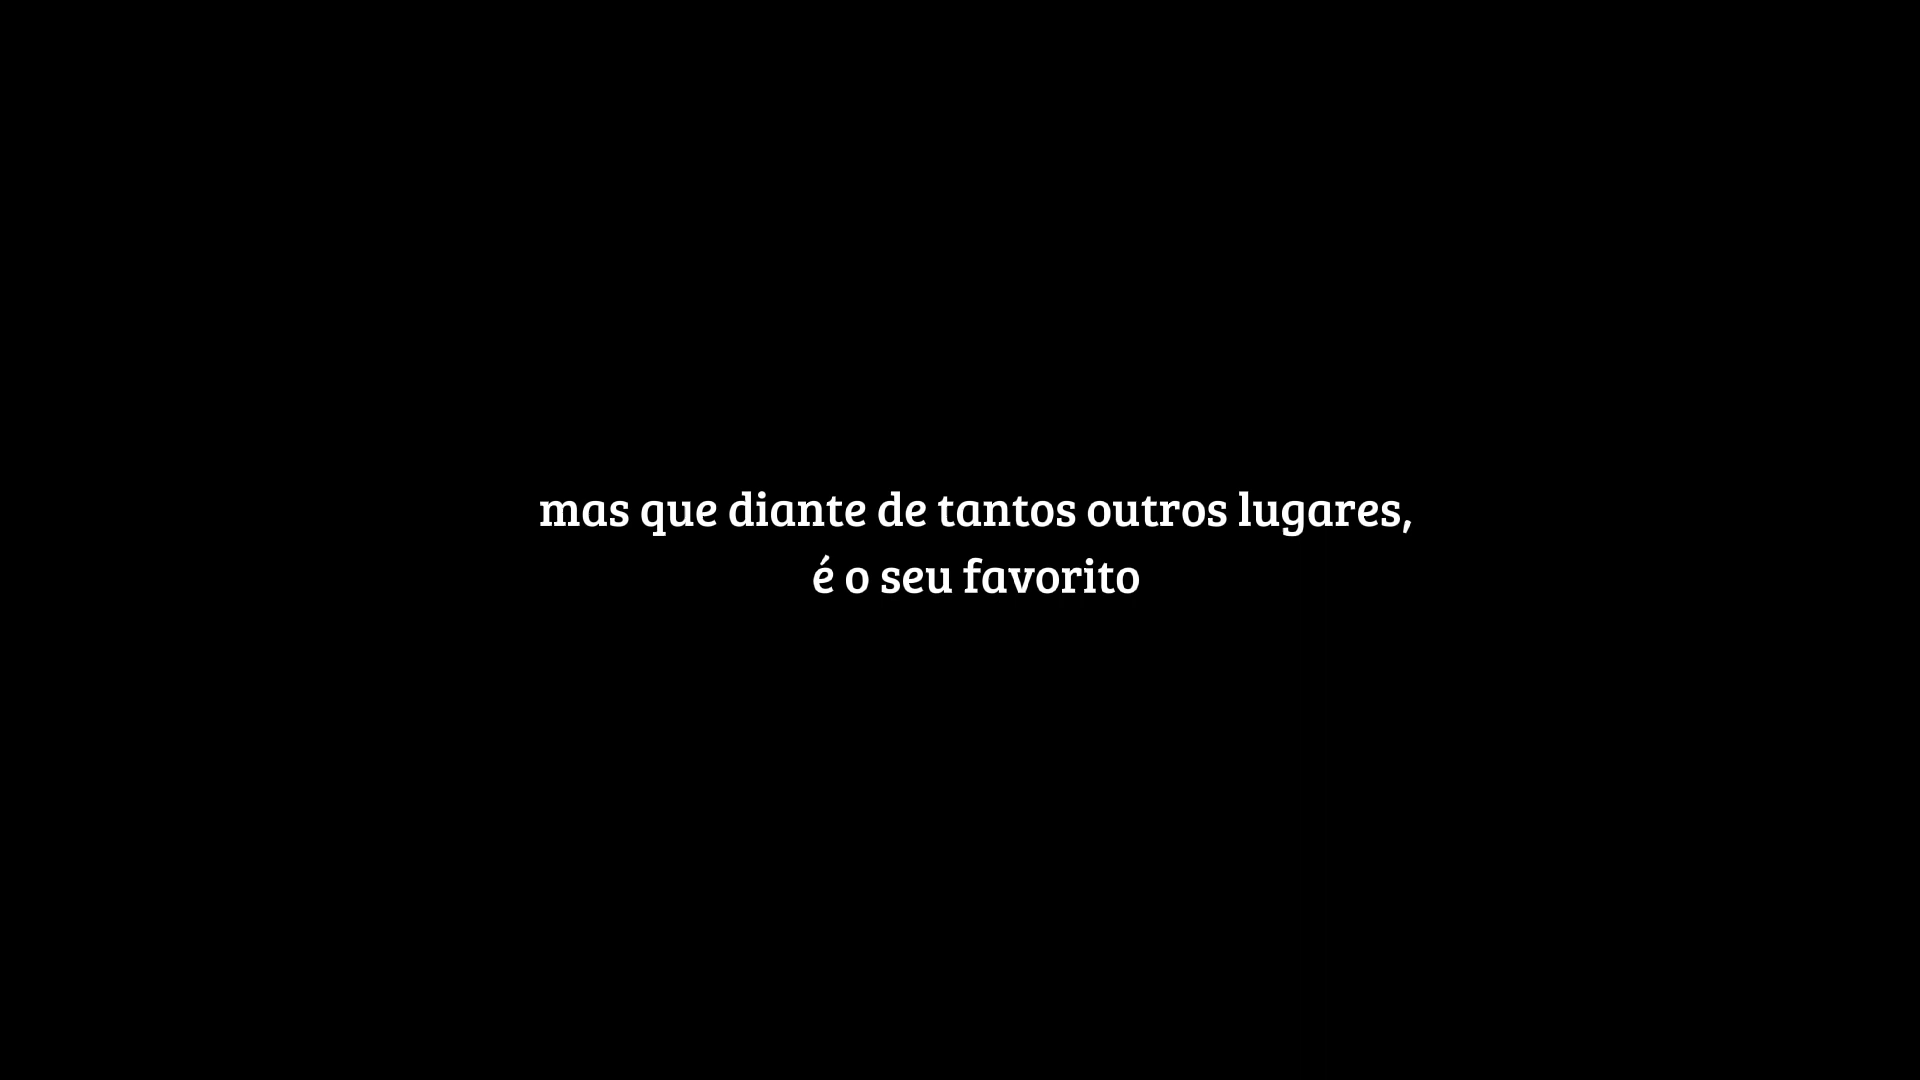 mas que diante de tantos outros lugares,
é o seu favorito